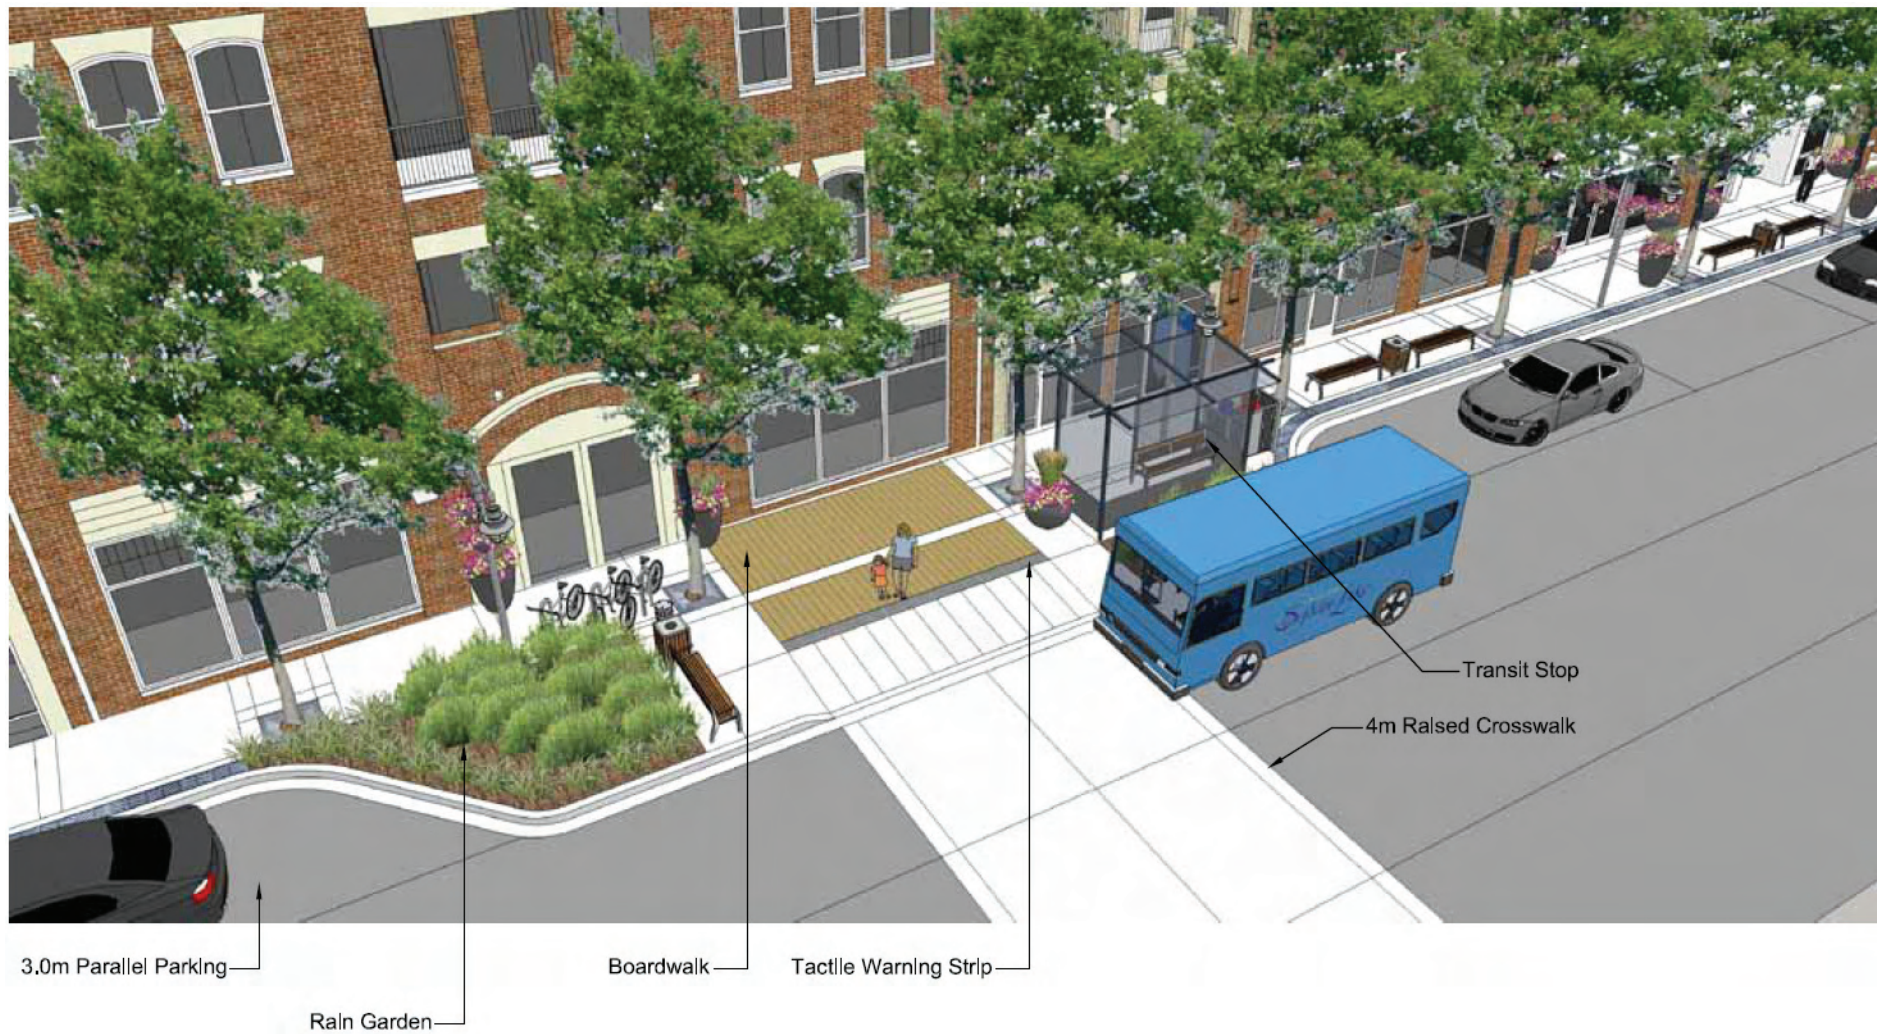 Transit Stop
4m Raised Crosswalk
3.0m Parallel Parking
Boardwalk
Tactile Warning Strip
Rain Garden